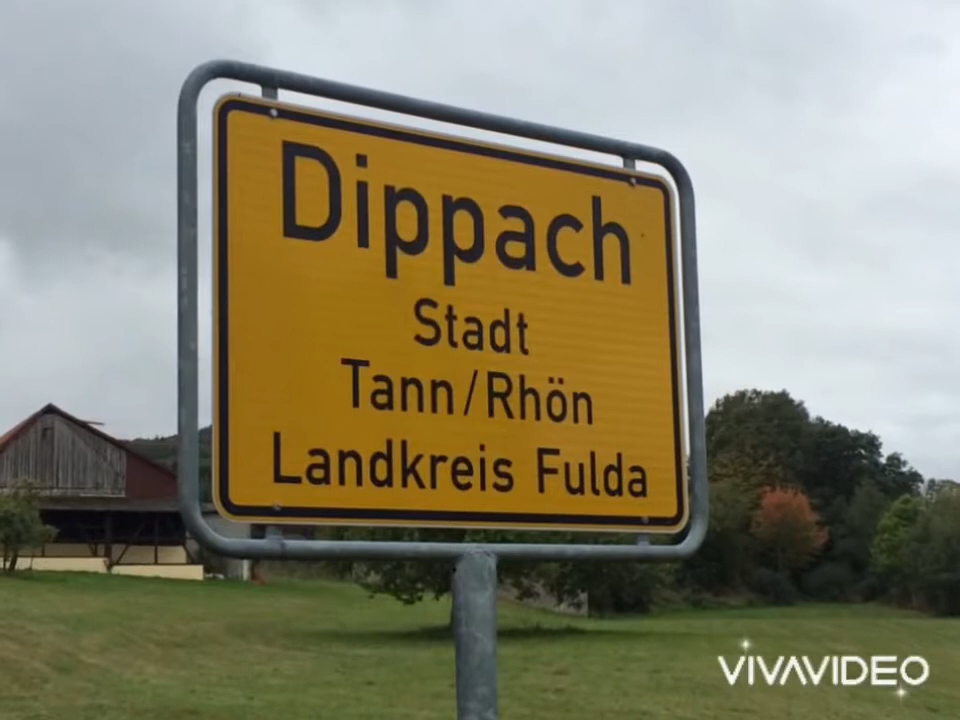 Dippach
Stadt
Tann/Rhön
Landkreis Fulda
VIVAVIDEO